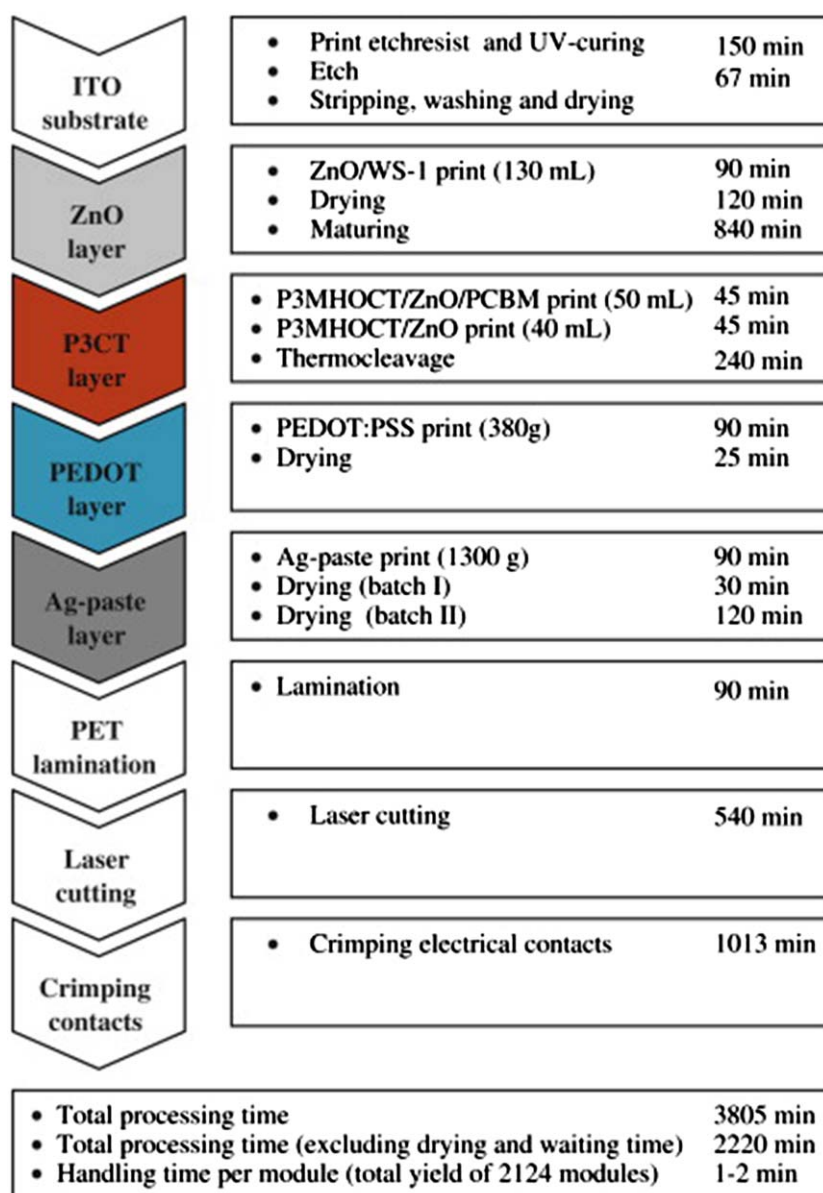 ITO
substrate
• Print etchresist and UV-curing 150 min
• Etch 67 min
• Stripping, washing and drying
ZnO
layer
• ZnO/WS-1 print (130 mL) 90 min
• Drying 120 min
• Maturing 840 min
P3CT
layer
• P3MHOCT/ZnO/PCBM print (50 mL) 45 min
• P3MHOCT/ZnO print (40 mL) 45 min
• Thermocleavage 240 min
PEDOT
layer
• PEDOT:PSS print (380g) 90 min
• Drying 25 min
Ag-paste
layer
• Ag-paste print (1300 g) 90 min
• Drying (batch I) 30 min
• Drying (batch II) 120 min
PET
lamination
• Lamination 90 min
Laser
cutting
• Laser cutting 540 min
Crimping
contacts
• Crimping electrical contacts 1013 min
• Total processing time 3805 min
• Total processing time (excluding drying and waiting time) 2220 min
• Handling time per module (total yield of 2124 modules) 1-2 min